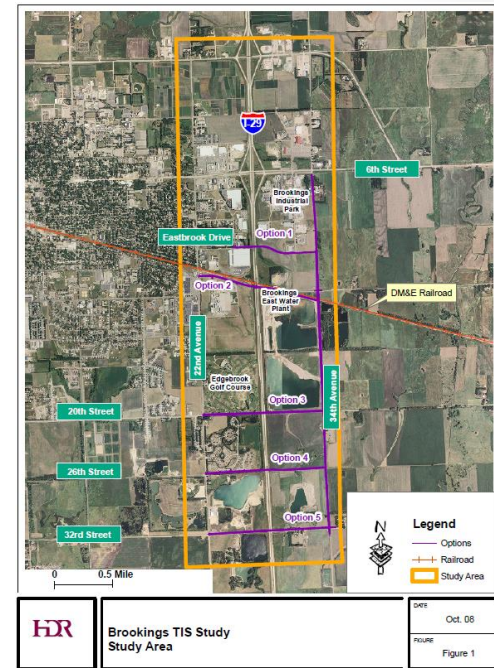 I-29
6th Street
Brookings
Industrial
Park
Eastbrook Drive
Option 1
Option 2
Brookings
East Water
Plant
DM&E Railroad
22nd Avenue
34th Avenue
Edgebrook
Golf Course
Option 3
20th Street
Option 4
26th Street
Option 5
32rd Street
0 0.5 Mile
N
Legend
Options
Railroad
Study Area
HDR
Brookings TIS Study
Study Area
DATE
Oct. 08
FIGURE
Figure 1